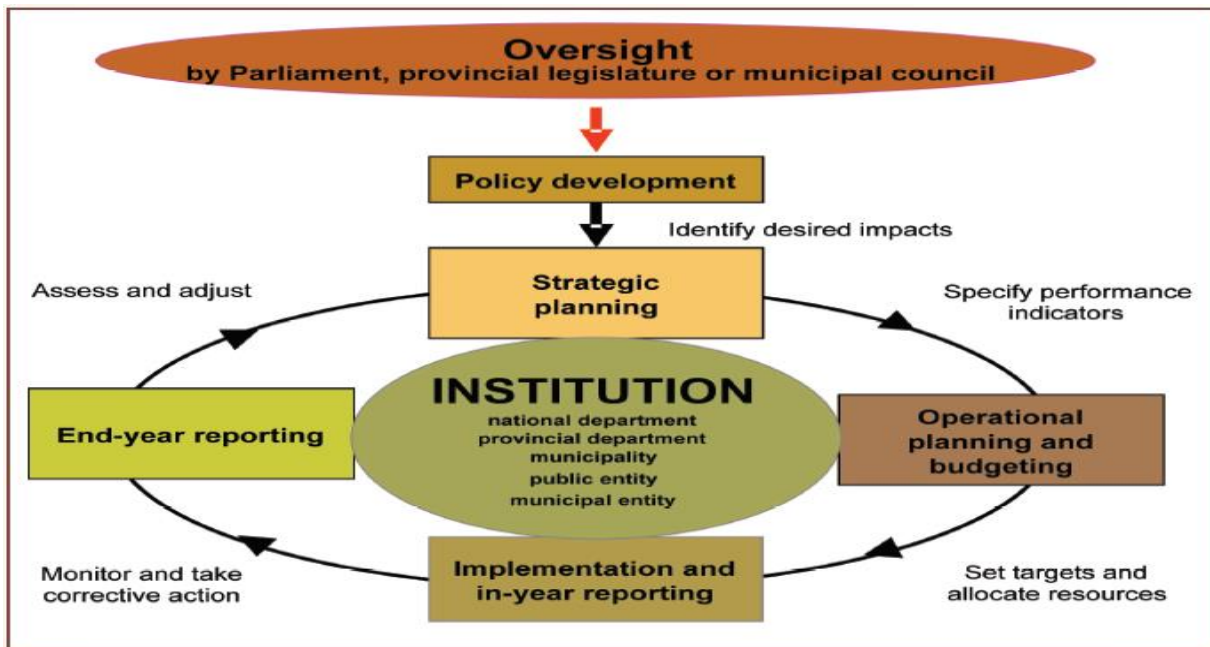 Oversight
by Parliament, provincial legislature or municipal council
Policy development
Identify desired impacts
Strategic
planning
Assess and adjust
Specify performance
indicators
INSTITUTION
national department
provincial department
municipality
public entity
municipal entity
End-year reporting
Operational
planning and
budgeting
Implementation and
in-year reporting
Monitor and take
corrective action
Set targets and
allocate resources